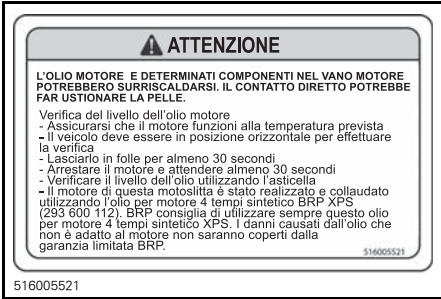 ATTENZIONE
L'OLIO MOTORE E DETERMINATI COMPONENTI NEL VANO MOTORE
POTREBBERO SURRISCALDARSI. IL CONTATTO DIRETTO POTREBBE
FAR USTIONARE LA PELLE.
Verifica del livello dell'olio motore
- Assicurarsi che il motore funzioni alla temperatura prevista
- Il veicolo deve essere in posizione orizzontale per effettuare
la verifica
- Lasciarlo in folle per almeno 30 secondi
- Arrestare il motore e attendere almeno 30 secondi
- Verificare il livello dell'olio utilizzando l'asticella
- Il motore di questa motoslitta è stato realizzato e collaudato
utilizzando l'olio per motore 4 tempi sintetico BRP XPS
(293 600 112). BRP consiglia di utilizzare sempre questo olio
per motore 4 tempi sintetico XPS. I danni causati dall'olio che
non è adatto al motore non saranno coperti dalla
garanzia limitata BRP.
516005521
516005521